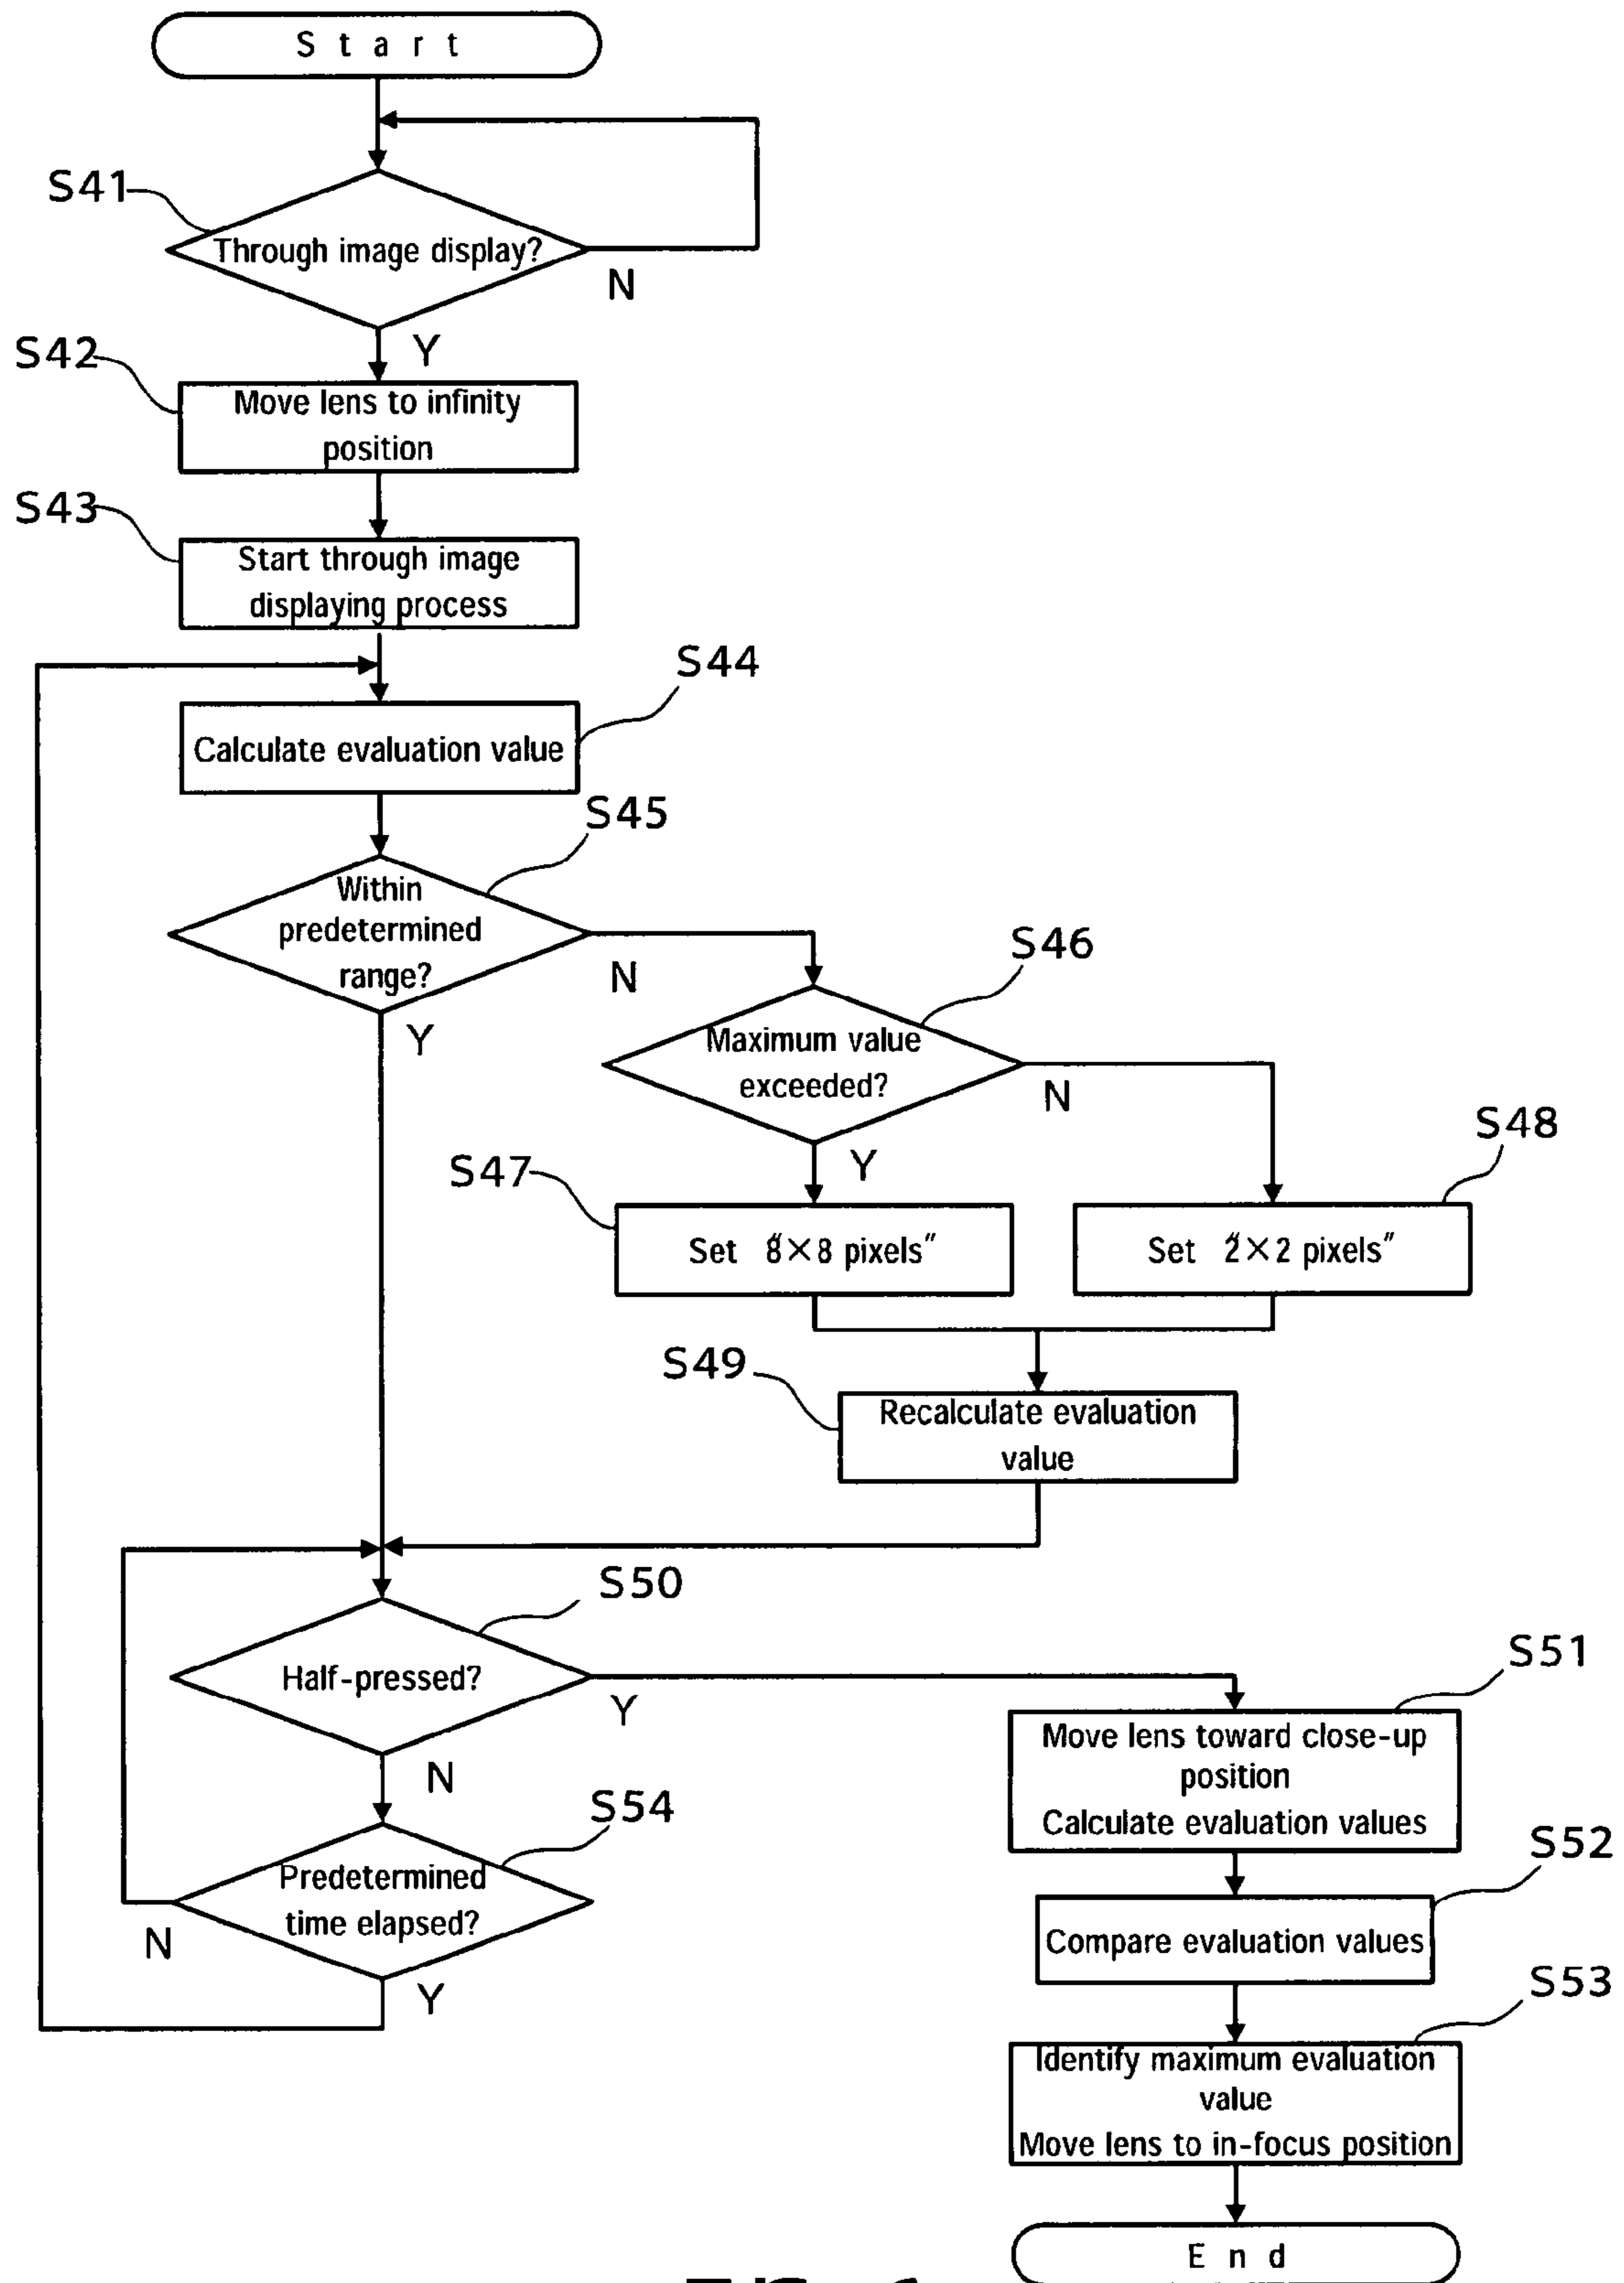 Start
S41
Through image display?
N
Y
S42
Move lens to infinity
position
S43
Start through image
displaying process
S44
Calculate evaluation value
S45
Within
predetermined
range?
N
Y
S46
Maximum value
exceeded?
N
Y
S47
Set "8×8 pixels"
S48
Set "2×2 pixels"
S49
Recalculate evaluation
value
S50
Half-pressed?
Y
N
S51
Move lens toward close-up
position
Calculate evaluation values
S54
Predetermined
time elapsed?
N
Y
S52
Compare evaluation values
S53
Identify maximum evaluation
value
Move lens to in-focus position
End